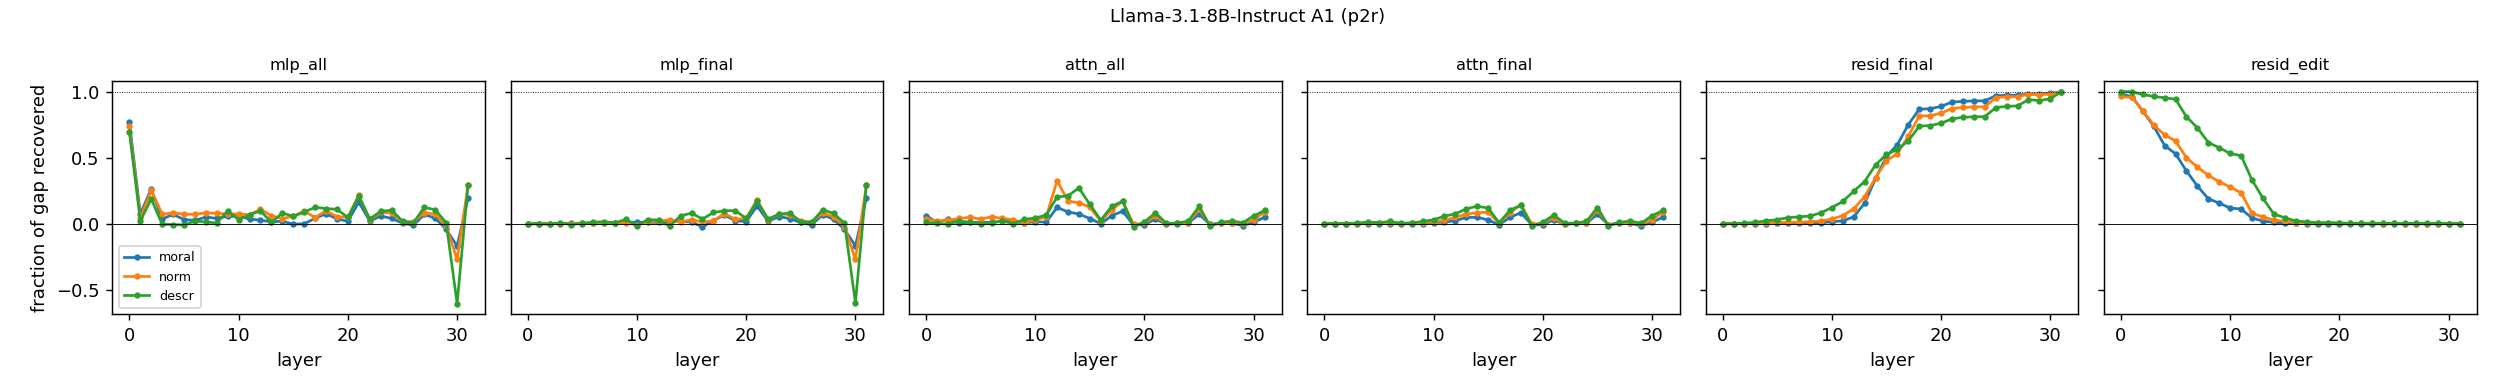 Llama-3.1-8B-Instruct A1 (p2r)
mlp_all
mlp_final
attn_all
attn_final
resid_final
resid_edit
fraction of gap recovered
1.0
0.5
0.0
−0.5
moral
norm
descr
0 10 20 30
0 10 20 30
0 10 20 30
0 10 20 30
0 10 20 30
0 10 20 30
layer
layer
layer
layer
layer
layer